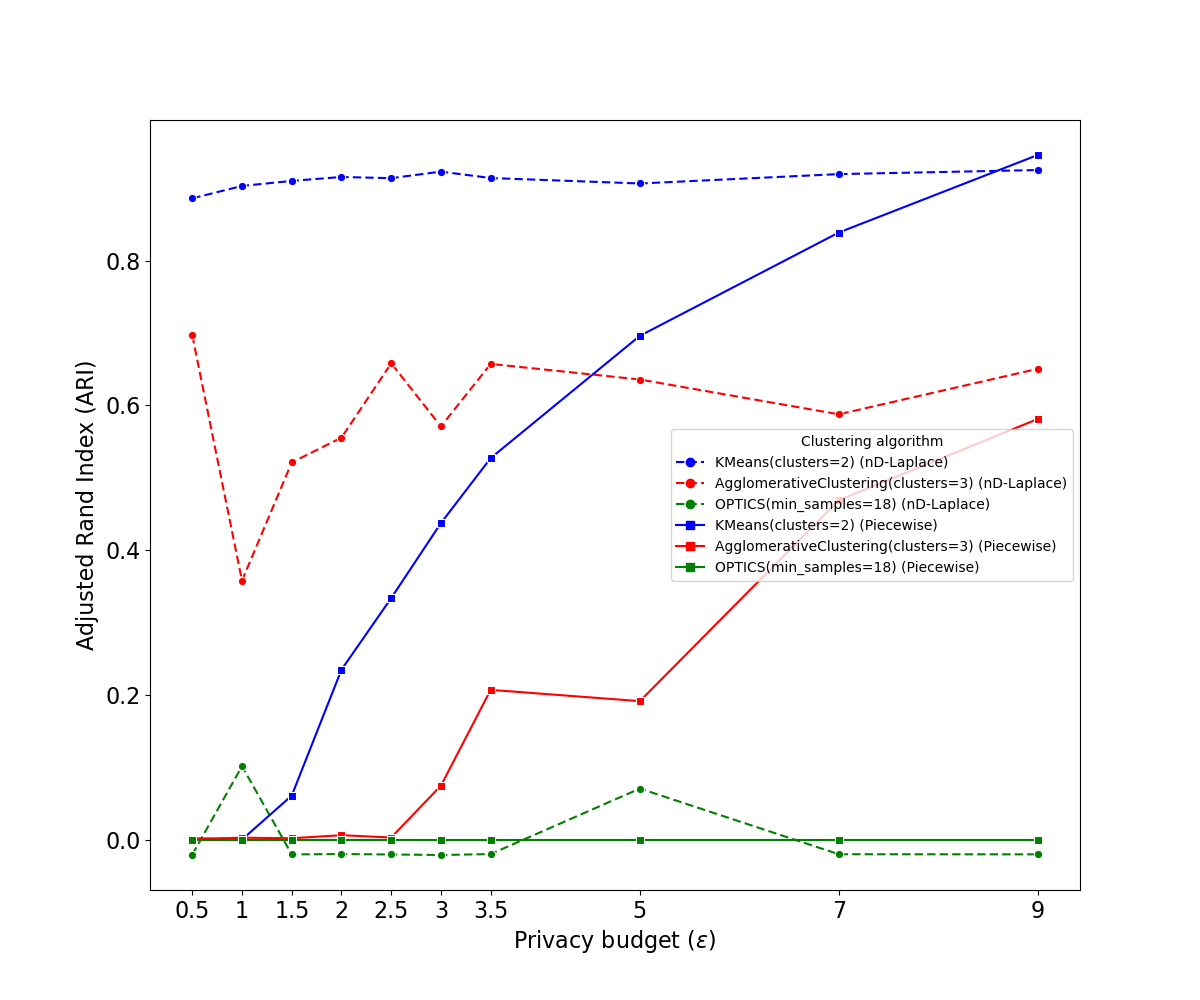 0.8
0.6
0.4
0.2
0.0
Adjusted Rand Index (ARI)
Clustering algorithm
KMeans(clusters=2) (nD-Laplace)
AgglomerativeClustering(clusters=3) (nD-Laplace)
OPTICS(min_samples=18) (nD-Laplace)
KMeans(clusters=2) (Piecewise)
AgglomerativeClustering(clusters=3) (Piecewise)
OPTICS(min_samples=18) (Piecewise)
0.5 1 1.5 2 2.5 3 3.5 5 7 9
Privacy budget (ε)